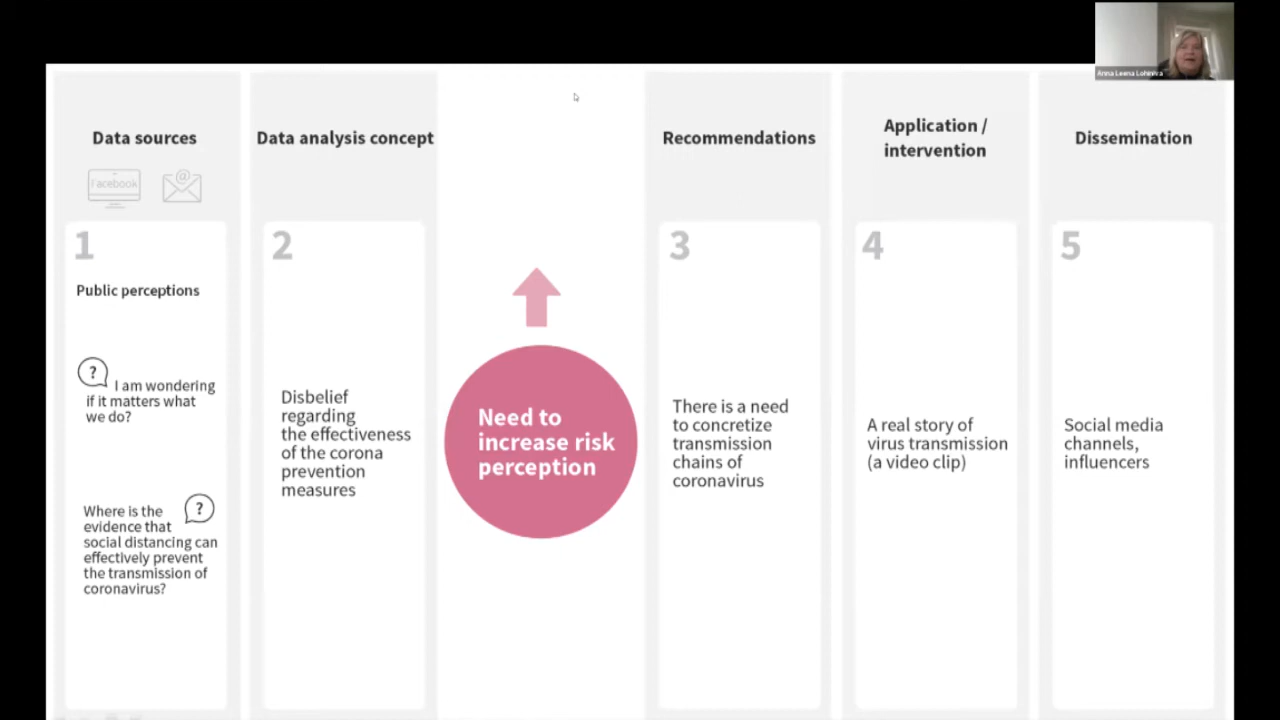 Anna Leena Lohiniva
Data sources
Facebook
@
1
Public perceptions
?
I am wondering
if it matters what
we do?
?
Where is the
evidence that
social distancing can
effectively prevent
the transmission of
coronavirus?
Data analysis concept
2
Disbelief
regarding
the effectiveness
of the corona
prevention
measures
Need to
increase risk
perception
Recommendations
3
There is a need
to concretize
transmission
chains of
coronavirus
Application /
intervention
4
A real story of
virus transmission
(a video clip)
Dissemination
5
Social media
channels,
influencers